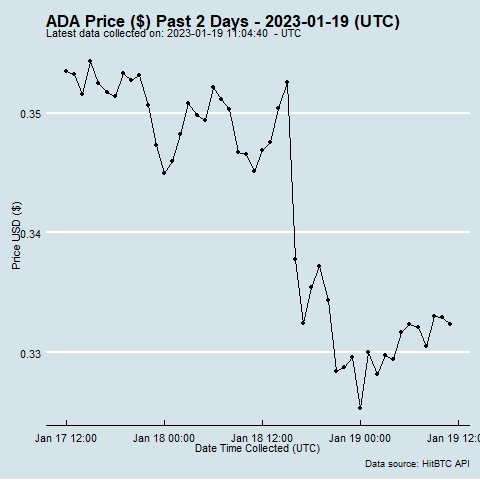 ADA Price ($) Past 2 Days - 2023-01-19 (UTC)
Latest data collected on: 2023-01-19 11:04:40 - UTC
0.35
0.34
0.33
Price USD ($)
Jan 17 12:00 Jan 18 00:00 Jan 18 12:00 Jan 19 00:00 Jan 19 12:
Date Time Collected (UTC)
Data source: HitBTC API